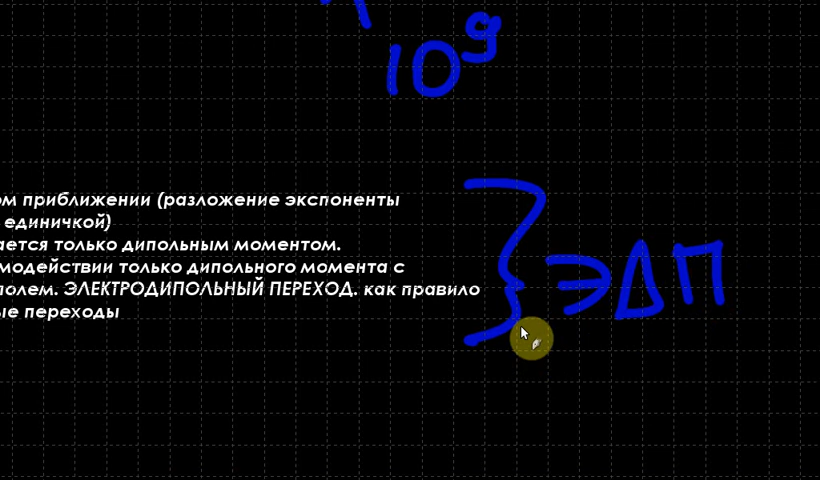 10⁹
ом приближении (разложение экспоненты
единичкой)
ается только дипольным моментом.
модействии только дипольного момента с
полем. ЭЛЕКТРОДИПОЛЬНЫЙ ПЕРЕХОД. как правило
ые переходы
ЭДП